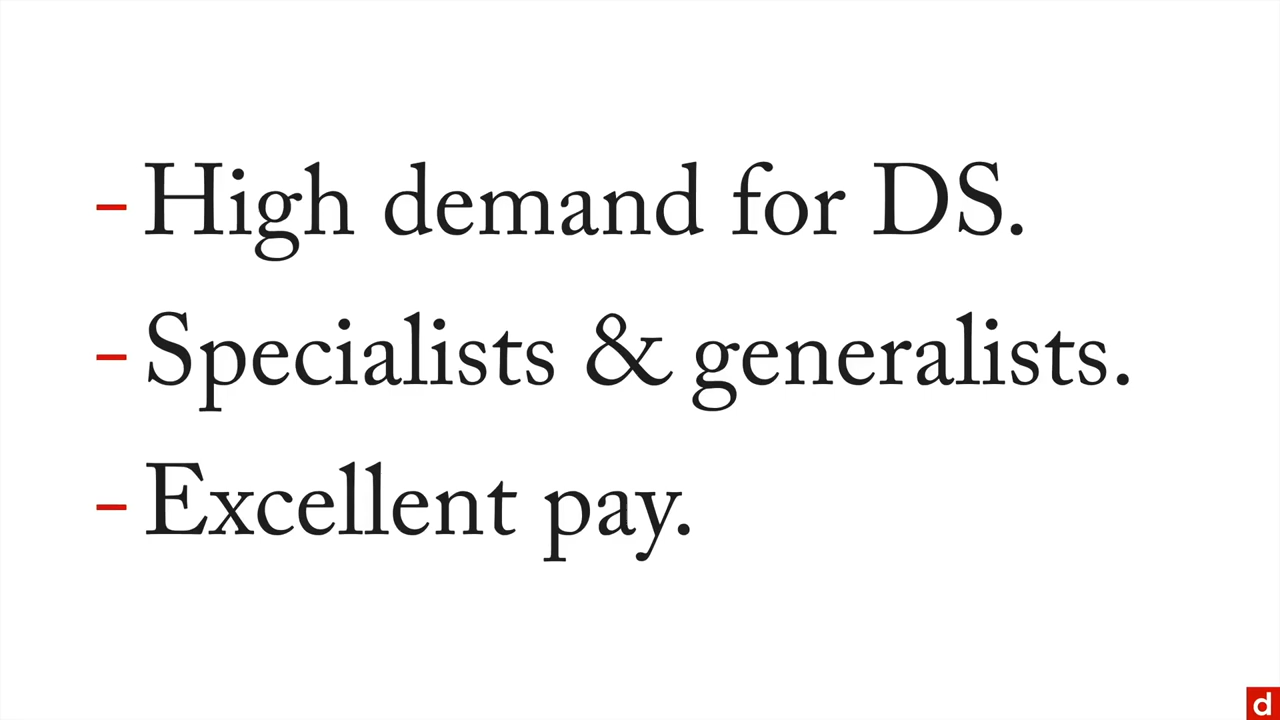 - High demand for DS.
- Specialists & generalists.
- Excellent pay.
d